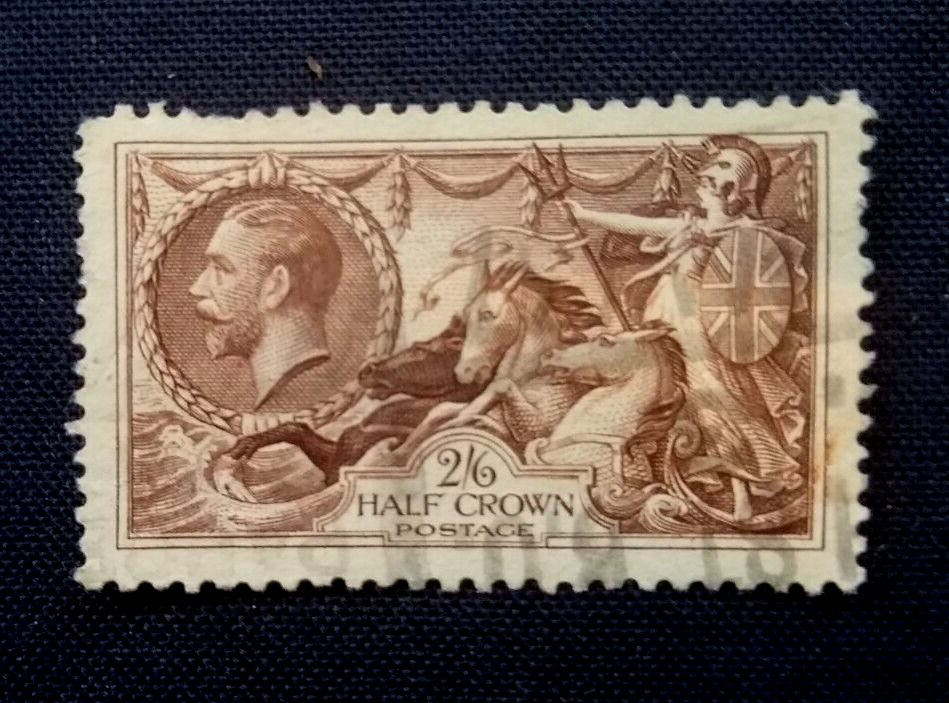 2/6
HALF CROWN
POSTAGE